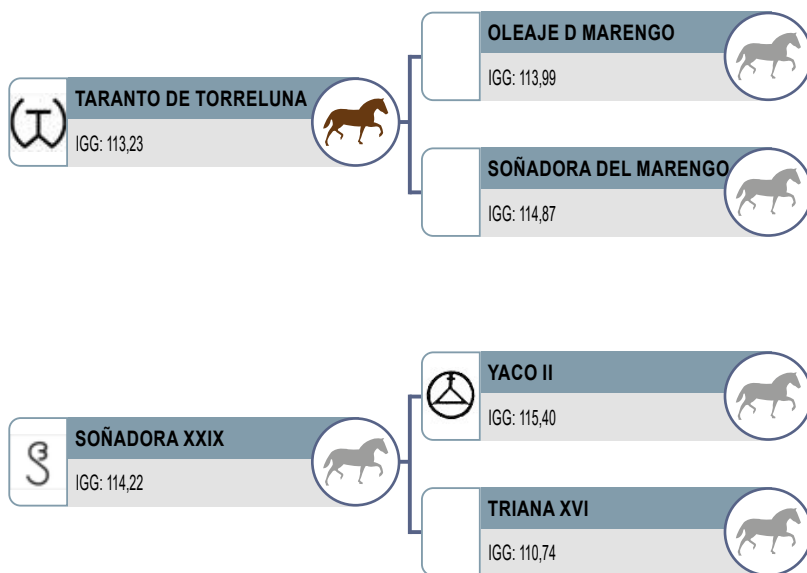 OLEAJE D MARENGO
IGG: 113,99
TARANTO DE TORRELUNA
IGG: 113,23
SOÑADORA DEL MARENGO
IGG: 114,87
YACO II
IGG: 115,40
SOÑADORA XXIX
IGG: 114,22
TRIANA XVI
IGG: 110,74